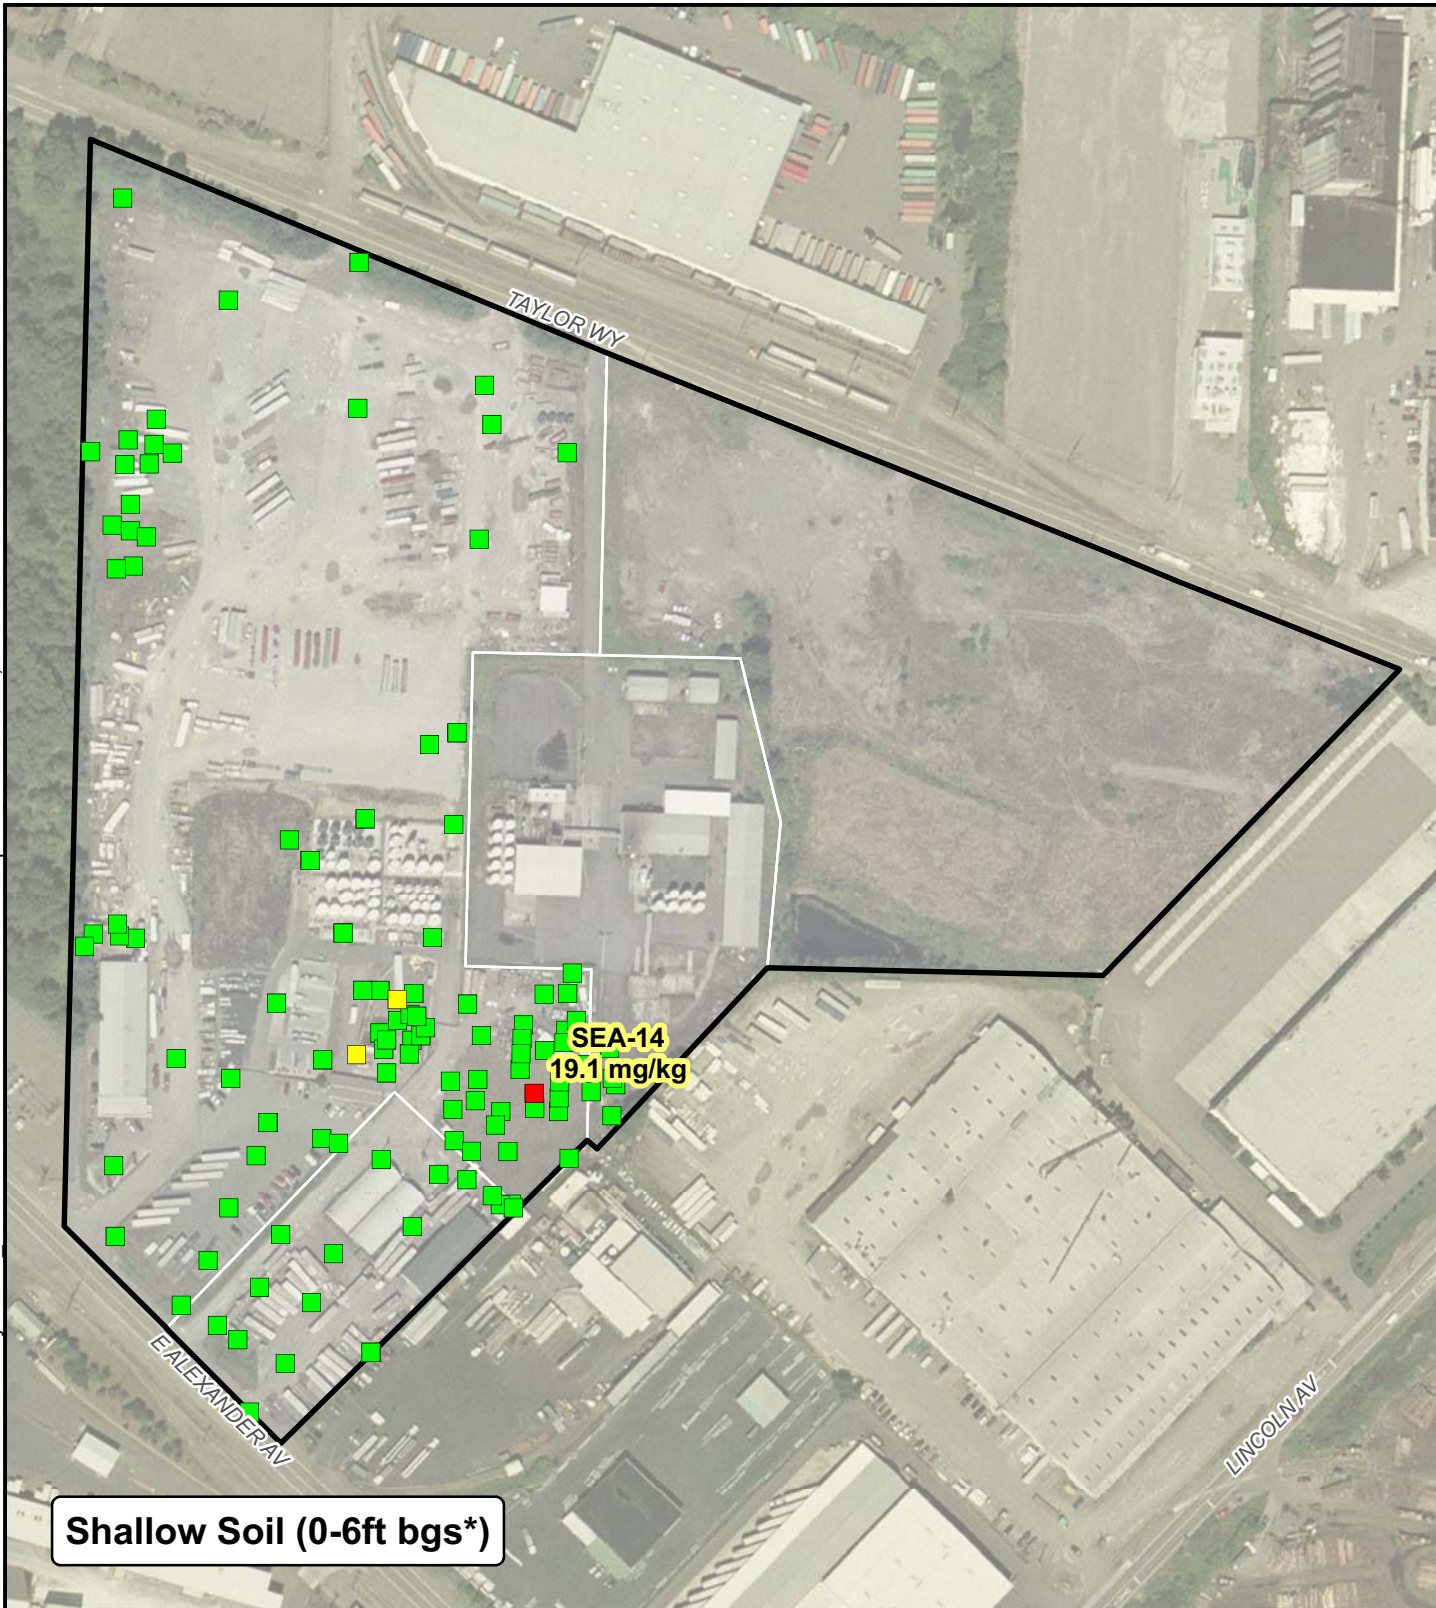 TAYLOR WY
SEA-14
19.1 mg/kg
E ALEXANDER AV
LINCOLN AV
Shallow Soil (0-6ft bgs*)